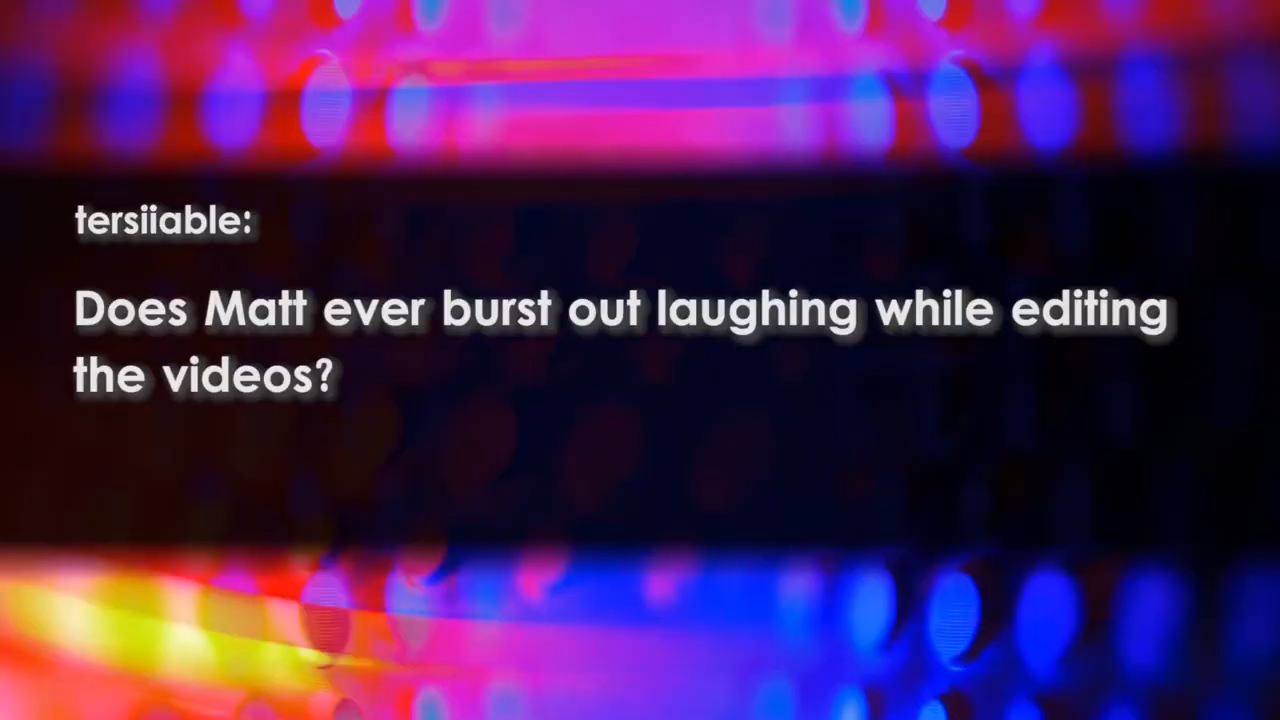 tersiiable:
Does Matt ever burst out laughing while editing
the videos?